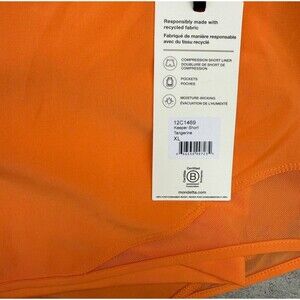 Responsibly made with
recycled fabric
Fabriqué de manière responsable
avec du tissu recyclé
COMPRESSION SHORT LINER
DOUBLURE DE SHORT DE
COMPRESSION
POCKETS
POCHES
MOISTURE-WICKING
ÉVACUATION DE L'HUMIDITÉ
12C1469
Keeper Short
Tangerine
XL
Certified
B
Corporation
mondetta.com